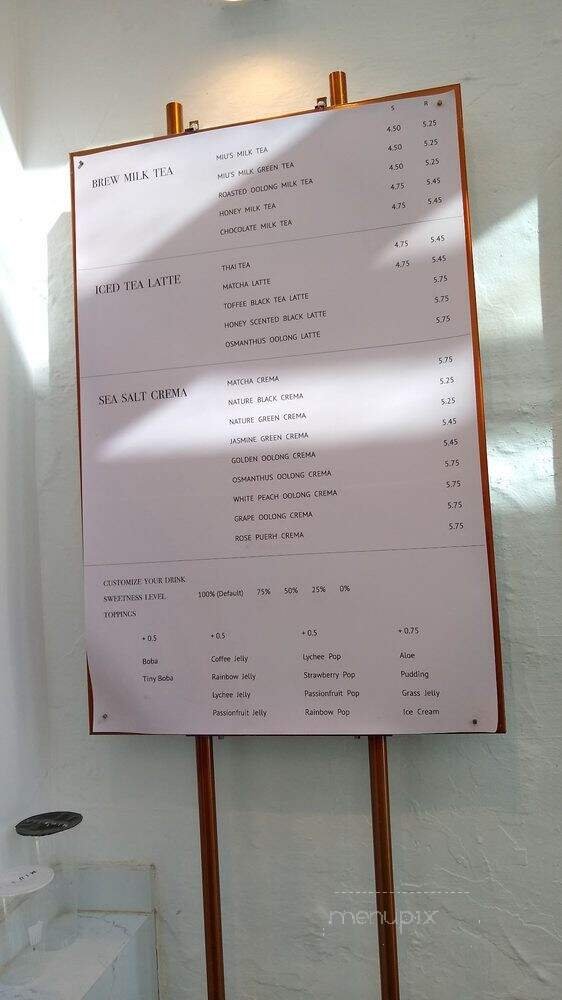 S R
BREW MILK TEA
MIU'S MILK TEA 4.50 5.25
MIU'S MILK GREEN TEA 4.50 5.25
ROASTED OOLONG MILK TEA 4.50 5.25
HONEY MILK TEA 4.75 5.45
CHOCOLATE MILK TEA 4.75 5.45
ICED TEA LATTE
THAI TEA 4.75 5.45
MATCHA LATTE 4.75 5.45
TOFFEE BLACK TEA LATTE 5.75
HONEY SCENTED BLACK LATTE 5.75
OSMANTHUS OOLONG LATTE 5.75
SEA SALT CREMA
MATCHA CREMA 5.75
NATURE BLACK CREMA 5.25
NATURE GREEN CREMA 5.25
JASMINE GREEN CREMA 5.45
GOLDEN OOLONG CREMA 5.45
OSMANTHUS OOLONG CREMA 5.75
WHITE PEACH OOLONG CREMA 5.75
GRAPE OOLONG CREMA 5.75
ROSE PUERH CREMA 5.75
CUSTOMIZE YOUR DRINK
SWEETNESS LEVEL 100% (Default) 75% 50% 25% 0%
TOPPINGS
+ 0.5 + 0.5 + 0.5 + 0.75
Boba Coffee Jelly Lychee Pop Aloe
Tiny Boba Rainbow Jelly Strawberry Pop Pudding
Lychee Jelly Passionfruit Pop Grass Jelly
Passionfruit Jelly Rainbow Pop Ice Cream
menupix